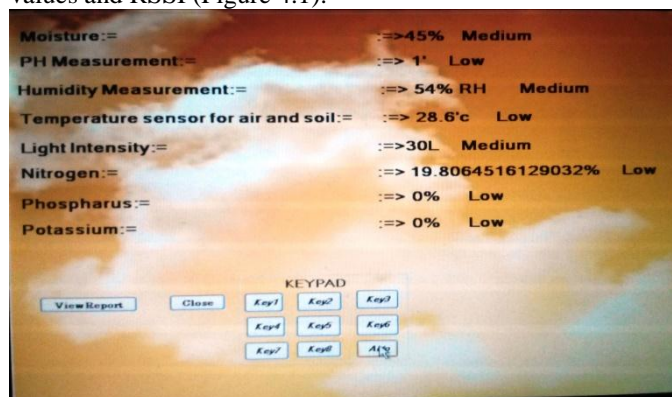 values and RSSI (Figure 4.1).
Moisture:= :=>45% Medium
PH Measurement:= :=> 1' Low
Humidity Measurement:= :=> 54% RH Medium
Temperature sensor for air and soil:= :=> 28.6'c Low
Light Intensity:= :=>30L Medium
Nitrogen:= :=> 19.8064516129032% Low
Phospharus:= :=> 0% Low
Potassium:= :=> 0% Low
KEYPAD
View Report Close Key1 Key2 Key3
Key4 Key5 Key6
Key7 Key8